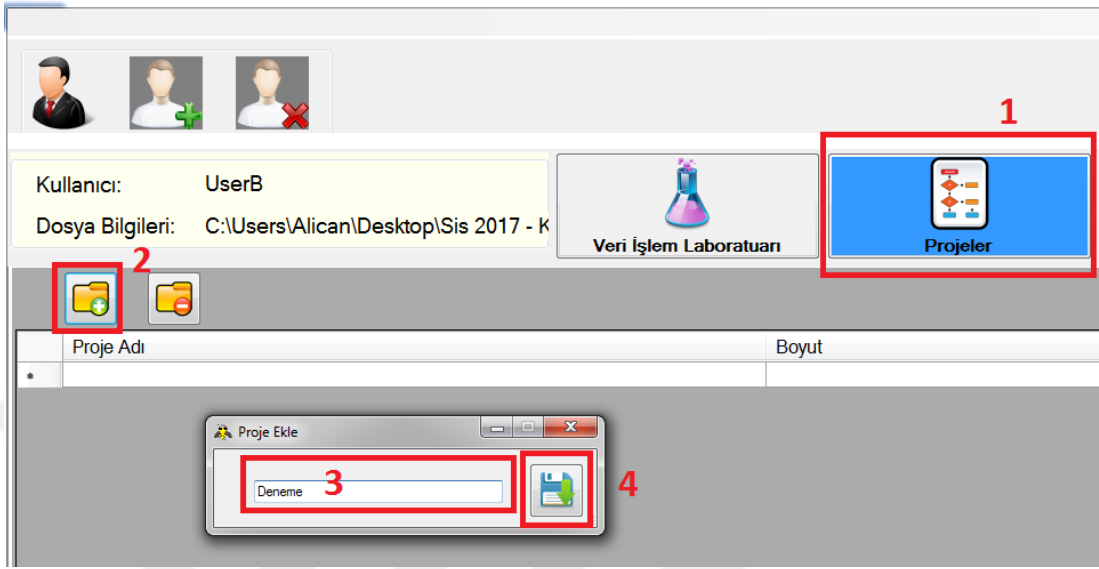 1
Kullanıcı: UserB
Dosya Bilgileri: C:\Users\Alican\Desktop\Sis 2017 - K
Veri İşlem Laboratuarı
Projeler
2
Proje Adı Boyut
*
Proje Ekle
Deneme 3
4